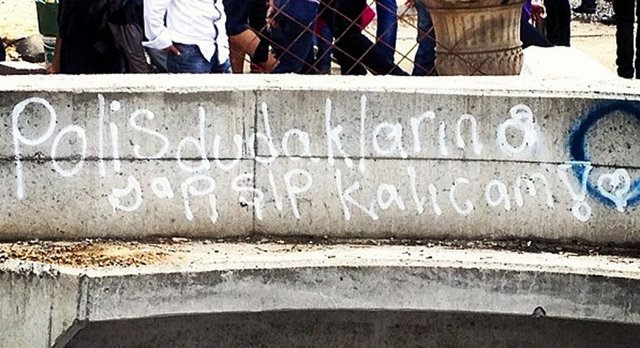 Polis dudaklarına
yapışıp kalıcam!